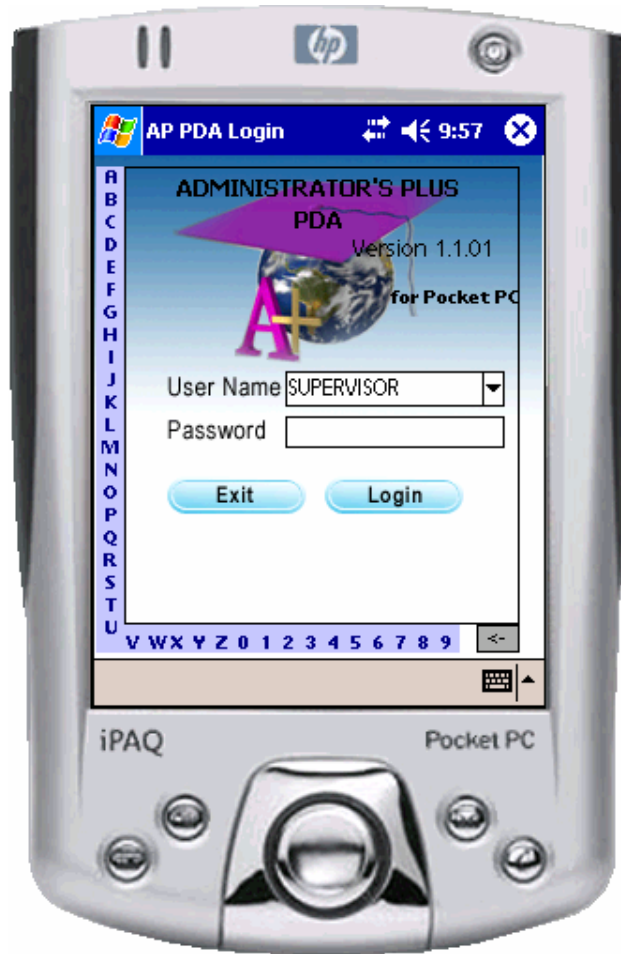 hp
AP PDA Login 9:57
ADMINISTRATOR'S PLUS
PDA
Version 1.1.01
for Pocket PC
A+
User Name SUPERVISOR
Password
Exit Login
A
B
C
D
E
F
G
H
I
J
K
L
M
N
O
P
Q
R
S
T
U
V W X Y Z 0 1 2 3 4 5 6 7 8 9 <-
iPAQ Pocket PC